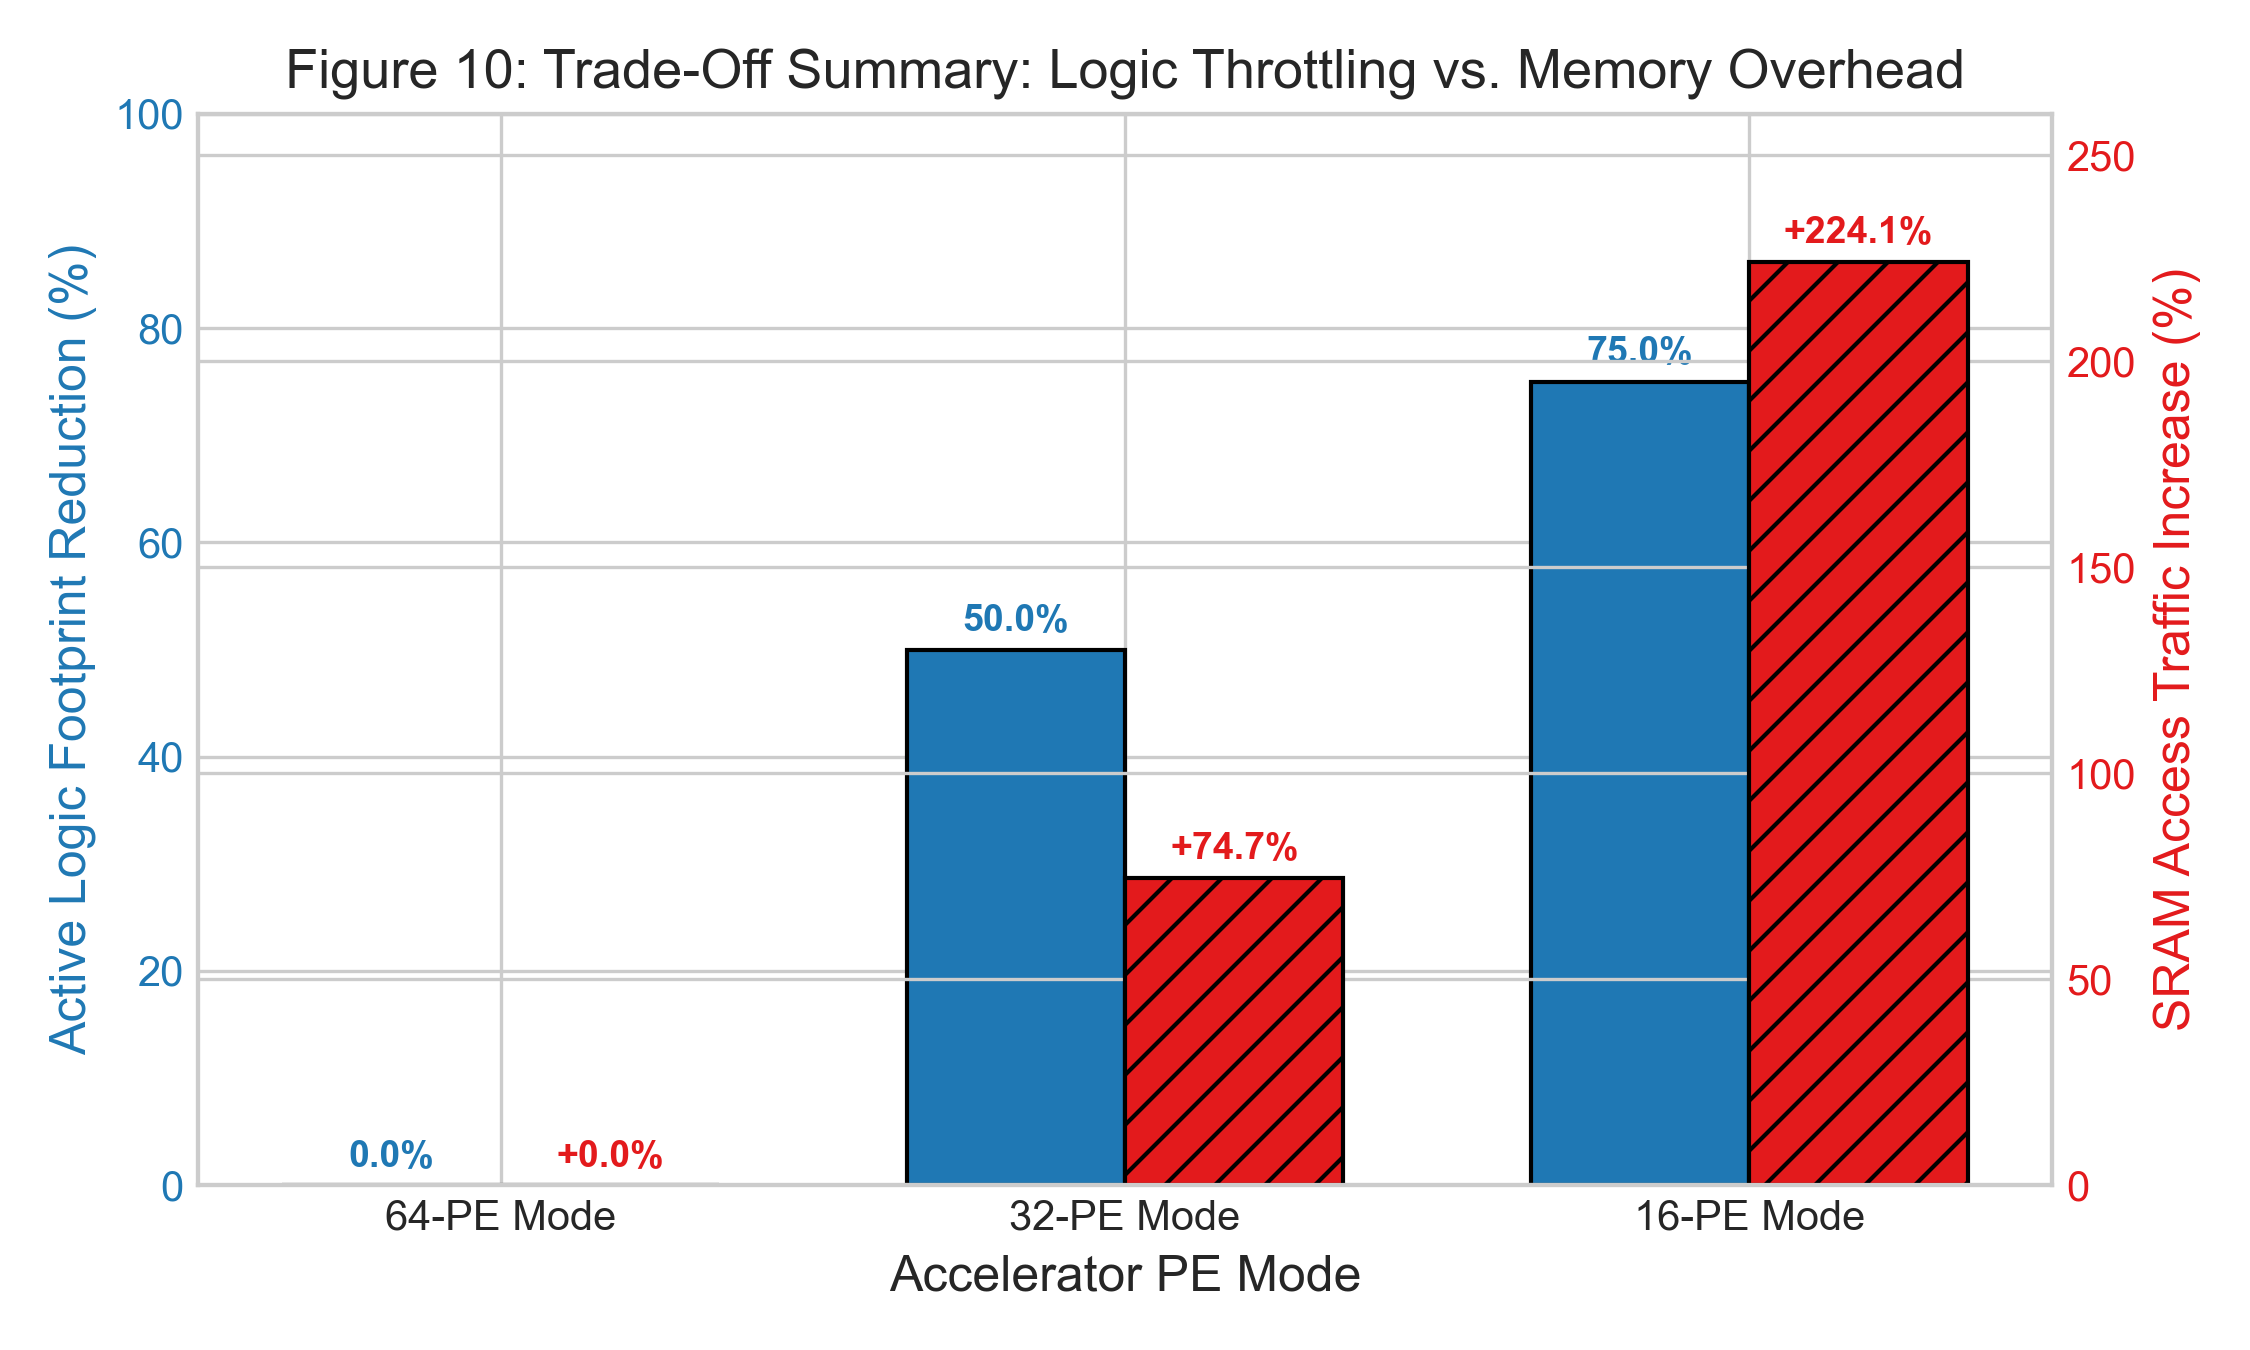 Figure 10: Trade-Off Summary: Logic Throttling vs. Memory Overhead
Active Logic Footprint Reduction (%)
100
80
60
40
20
0
0.0%
+0.0%
50.0%
+74.7%
75.0%
+224.1%
250
200
150
100
50
0
SRAM Access Traffic Increase (%)
64-PE Mode
32-PE Mode
16-PE Mode
Accelerator PE Mode